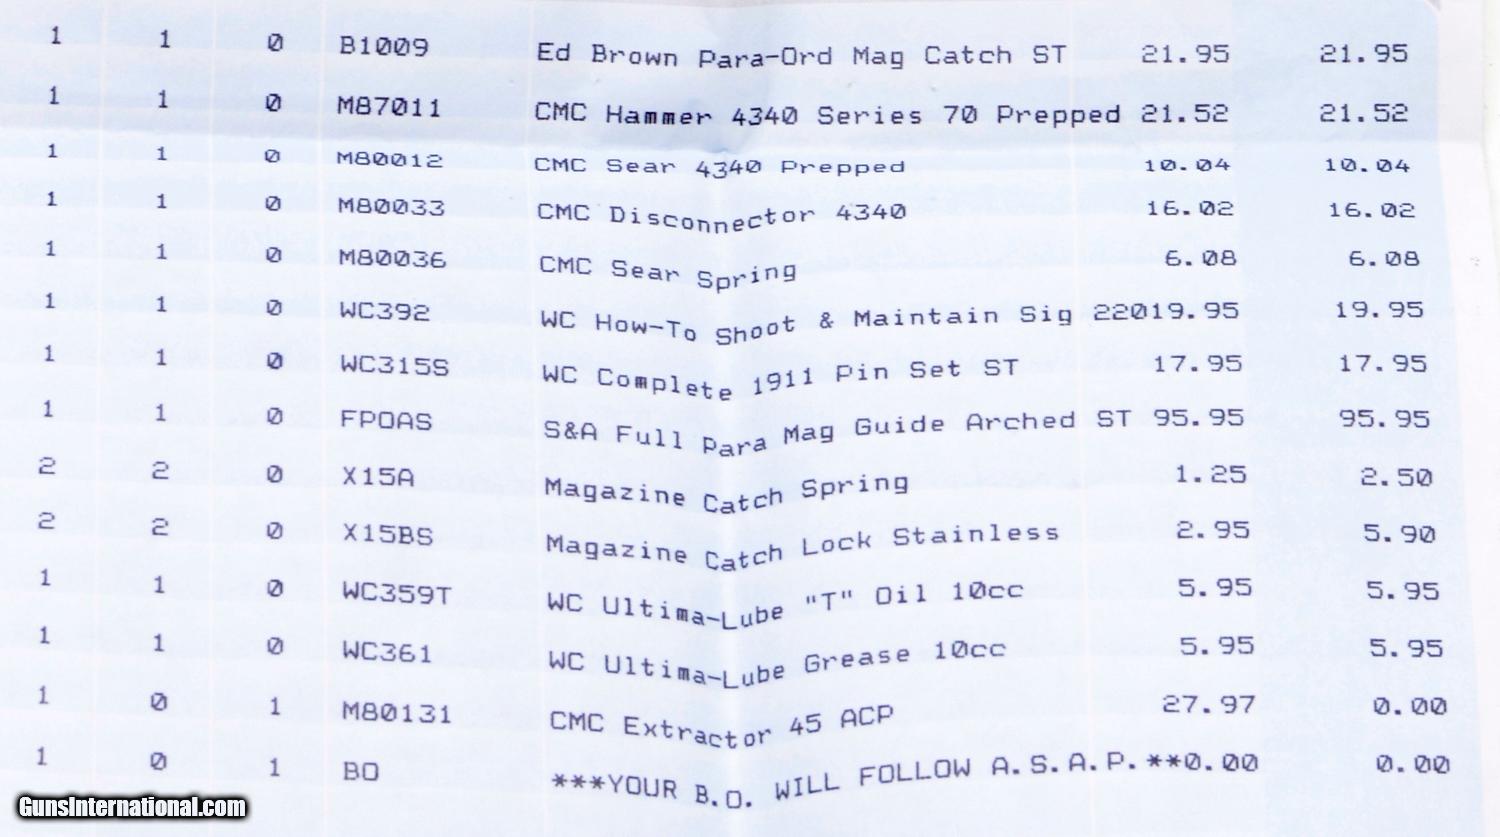 1 1 0 B1009 Ed Brown Para-Ord Mag Catch ST 21.95 21.95
1 1 0 M87011 CMC Hammer 4340 Series 70 Prepped 21.52 21.52
1 1 0 M80012 CMC Sear 4340 Prepped 10.04 10.04
1 1 0 M80033 CMC Disconnector 4340 16.02 16.02
1 1 0 M80036 CMC Sear Spring 6.08 6.08
1 1 0 WC392 WC How-To Shoot & Maintain Sig 22019.95 19.95
1 1 0 WC315S WC Complete 1911 Pin Set ST 17.95 17.95
1 1 0 FPOAS S&A Full Para Mag Guide Arched ST 95.95 95.95
2 2 0 X15A Magazine Catch Spring 1.25 2.50
2 2 0 X15BS Magazine Catch Lock Stainless 2.95 5.90
1 1 0 WC359T WC Ultima-Lube "T" Oil 10cc 5.95 5.95
1 1 0 WC361 WC Ultima-Lube Grease 10cc 5.95 5.95
1 0 1 M80131 CMC Extractor 45 ACP 27.97 0.00
1 0 1 BO ***YOUR B.O. WILL FOLLOW A.S.A.P.**0.00 0.00
GunsInternational.com